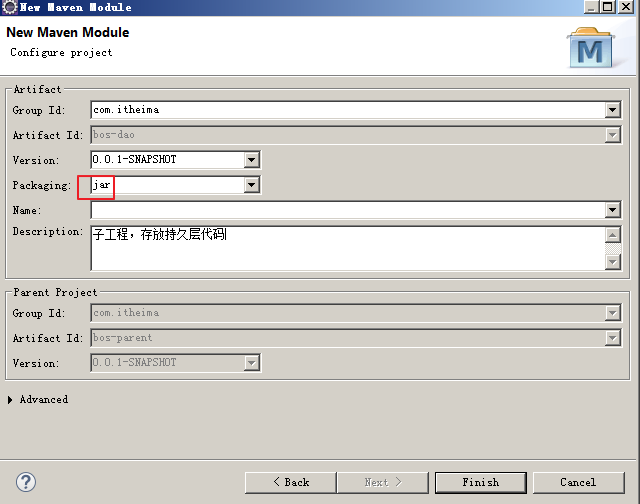 New Maven Module
New Maven Module
Configure project
M
Artifact
Group Id: com.itheima
Artifact Id: bos-dao
Version: 0.0.1-SNAPSHOT
Packaging: jar
Name:
Description: 子工程，存放持久层代码
Parent Project
Group Id: com.itheima
Artifact Id: bos-parent
Version: 0.0.1-SNAPSHOT
Advanced
? < Back Next > Finish Cancel